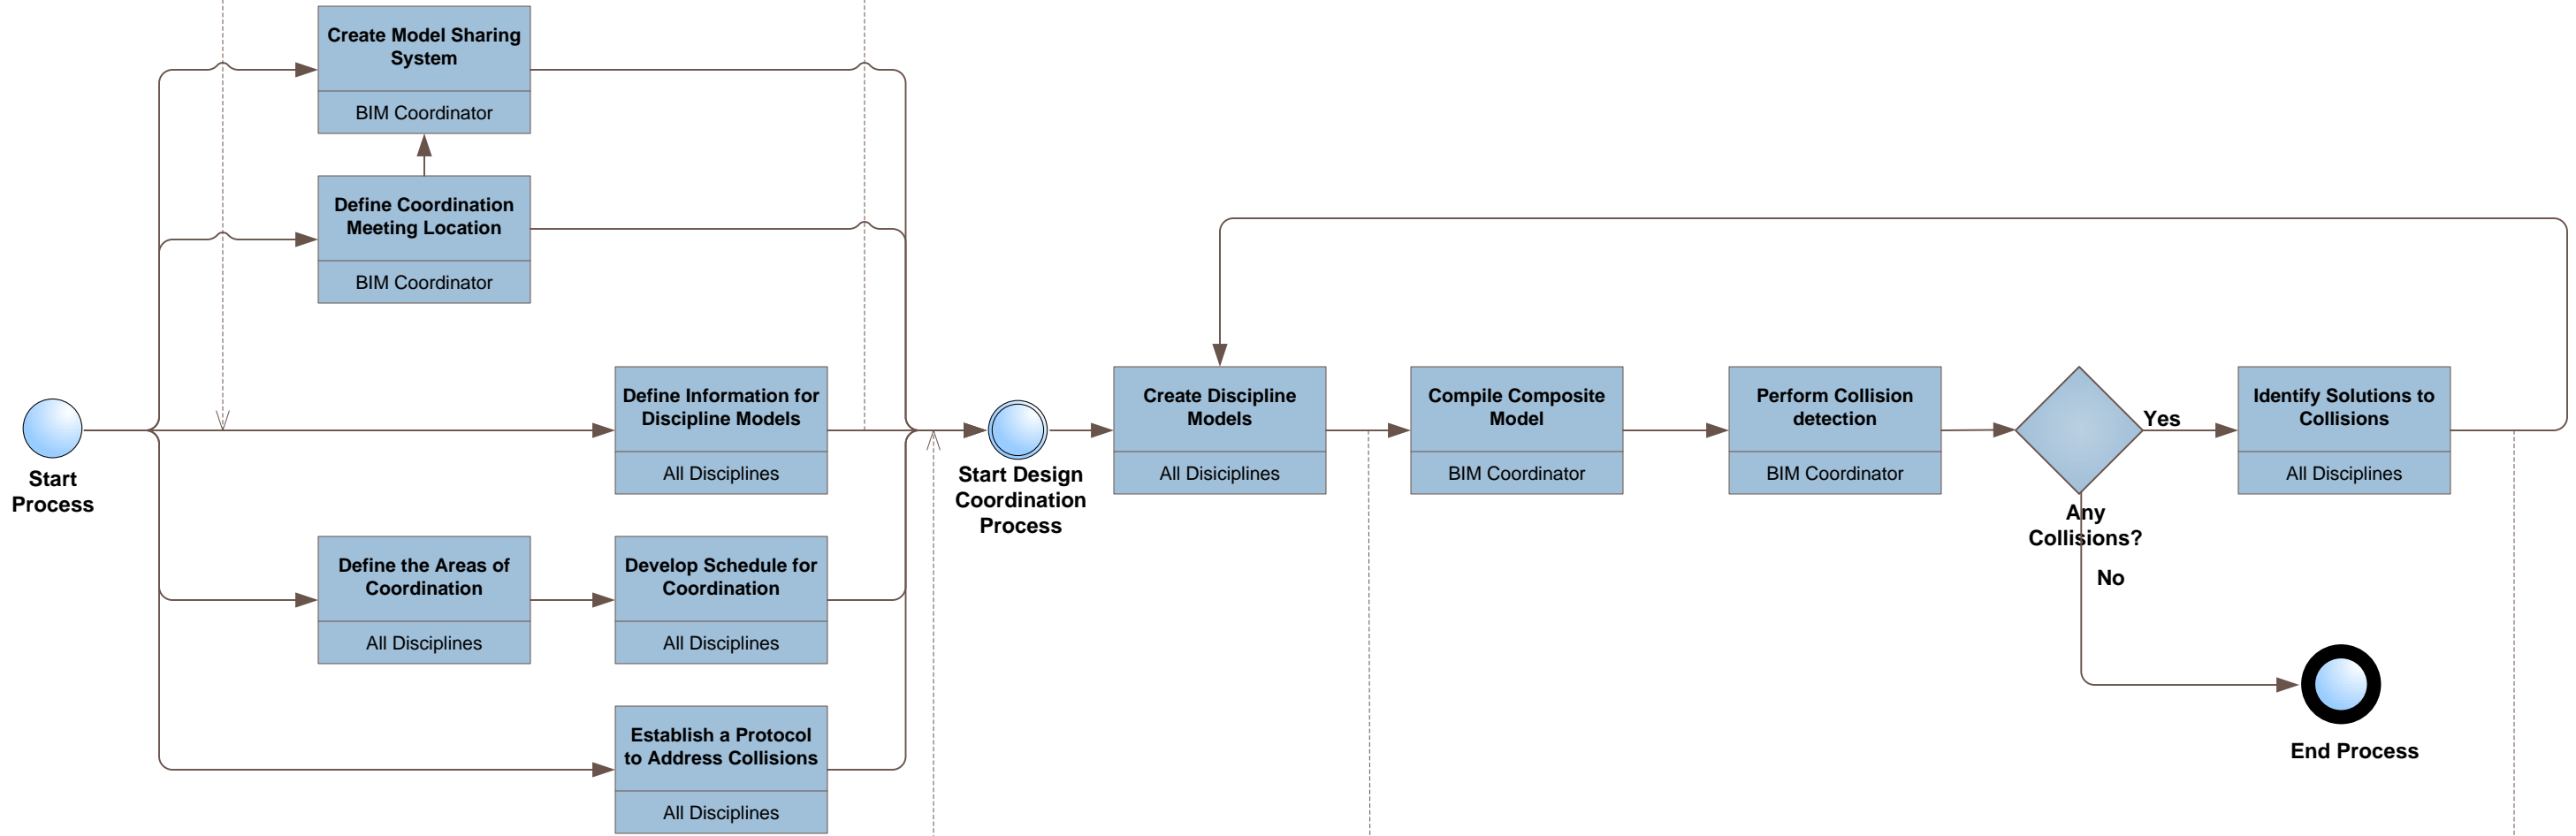 Create Model Sharing
System
BIM Coordinator
Define Coordination
Meeting Location
BIM Coordinator
Start
Process
Define Information for
Discipline Models
All Disciplines
Define the Areas of
Coordination
All Disciplines
Develop Schedule for
Coordination
All Disciplines
Establish a Protocol
to Address Collisions
All Disciplines
Start Design
Coordination
Process
Create Discipline
Models
All Disiciplines
Compile Composite
Model
BIM Coordinator
Perform Collision
detection
BIM Coordinator
Any
Collisions?
Yes
No
Identify Solutions to
Collisions
All Disciplines
End Process